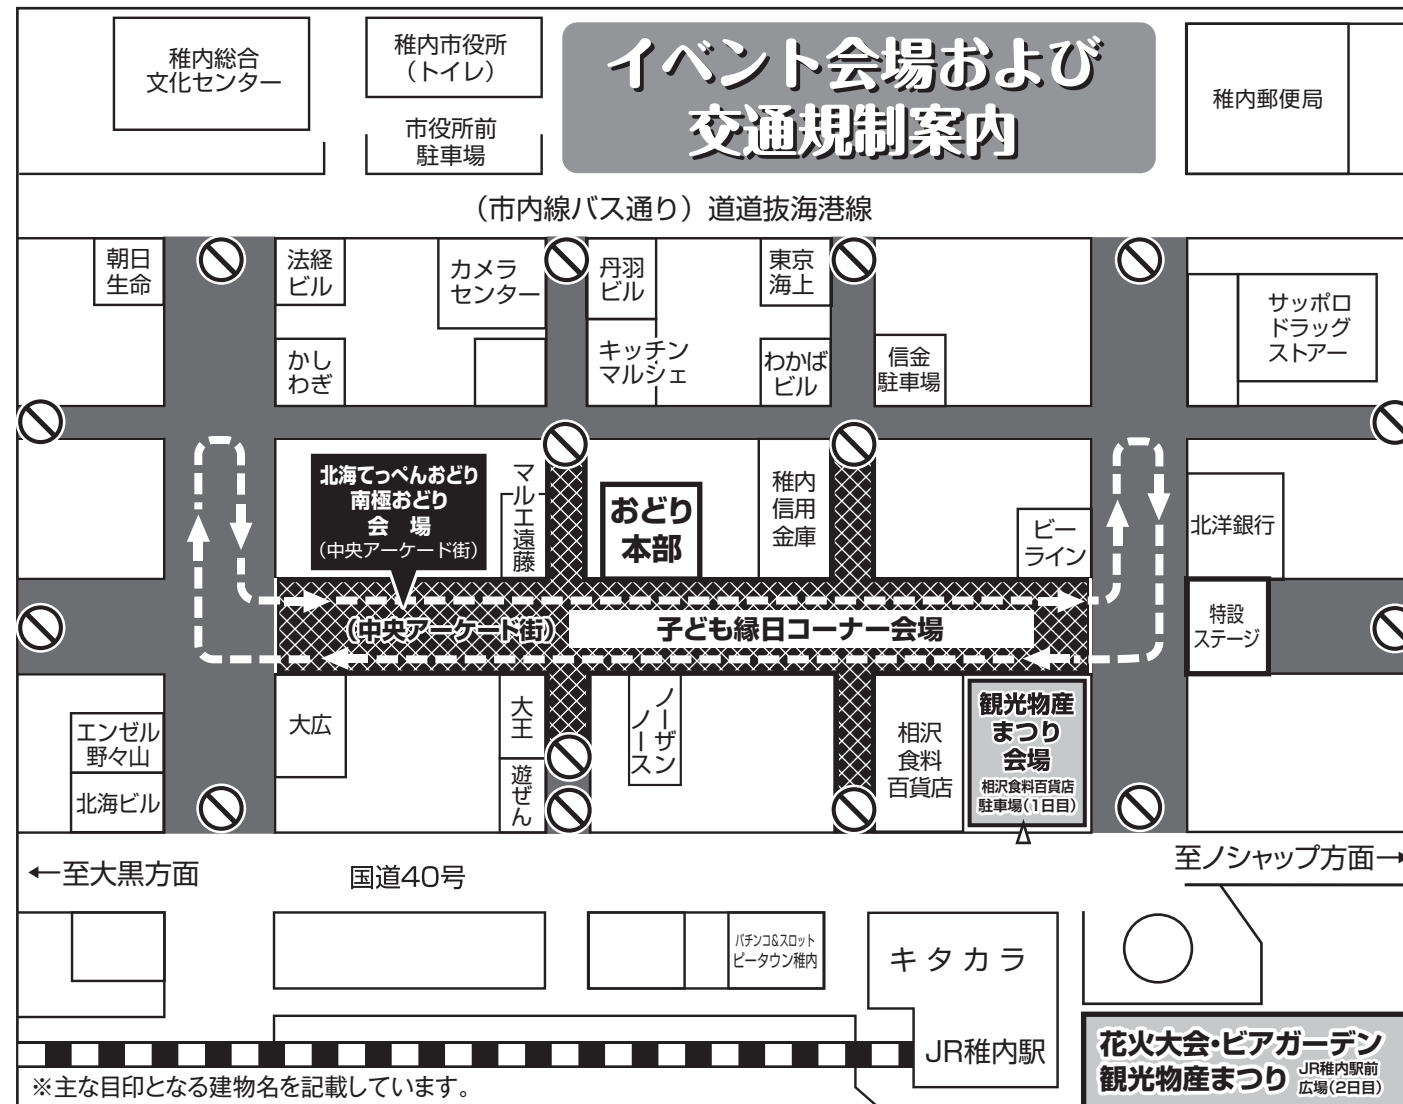 稚内総合
文化センター
稚内市役所
（トイレ）
市役所前
駐車場
イベント会場および
交通規制案内
稚内郵便局
（市内線バス通り）道道抜海港線
朝日
生命
法経
ビル
カメラ
センター
丹羽
ビル
東京
海上
サッポロ
ドラッグ
ストアー
かし
わぎ
キッチン
マルシェ
わかば
ビル
信金
駐車場
北海てっぺんおどり
南極おどり
会　場
（中央アーケード街）
マルエ遠藤
おどり
本部
稚内
信用
金庫
ビー
ライン
北洋銀行
（中央アーケード街）
子ども縁日コーナー会場
特設
ステージ
エンゼル
野々山
北海ビル
大広
大王
遊ぜん
ノーザン
ノース
相沢
食料
百貨店
観光物産
まつり
会場
相沢食料百貨店
駐車場（1日目）
←至大黒方面
国道40号
至ノシャップ方面→
パチンコ&スロット
ピータウン稚内
キタカラ
JR稚内駅
花火大会・ビアガーデン
観光物産まつり JR稚内駅前
広場（2日目）
※主な目印となる建物名を記載しています。